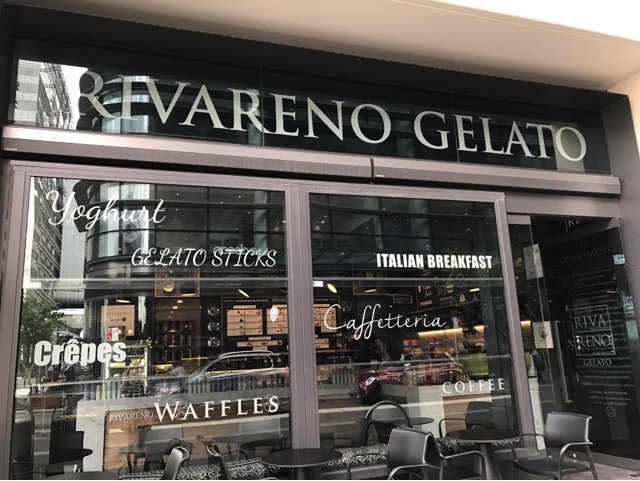 RIVARENO GELATO
Yoghurt
GELATO STICKS
ITALIAN BREAKFAST
Caffetteria
Crêpes
RIVARENO WAFFLES
COFFEE
RIVA
RENO
GELATO